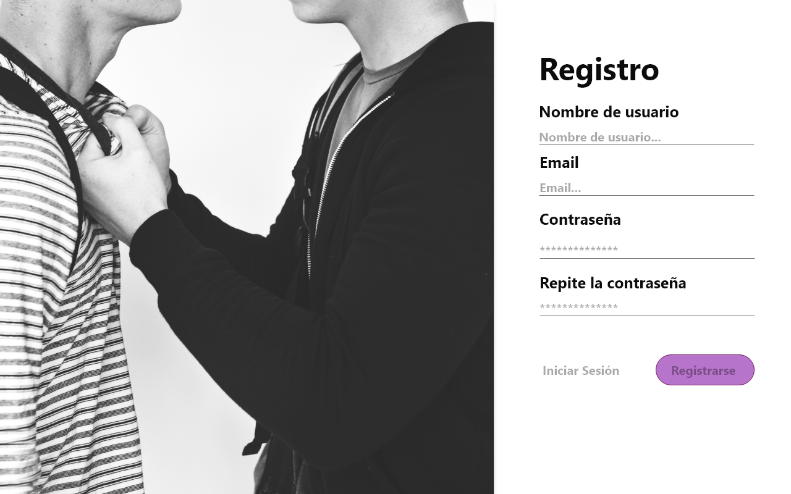 Registro
Nombre de usuario
Nombre de usuario...
Email
Email...
Contraseña
**************
Repite la contraseña
**************
Iniciar Sesión
Registrarse